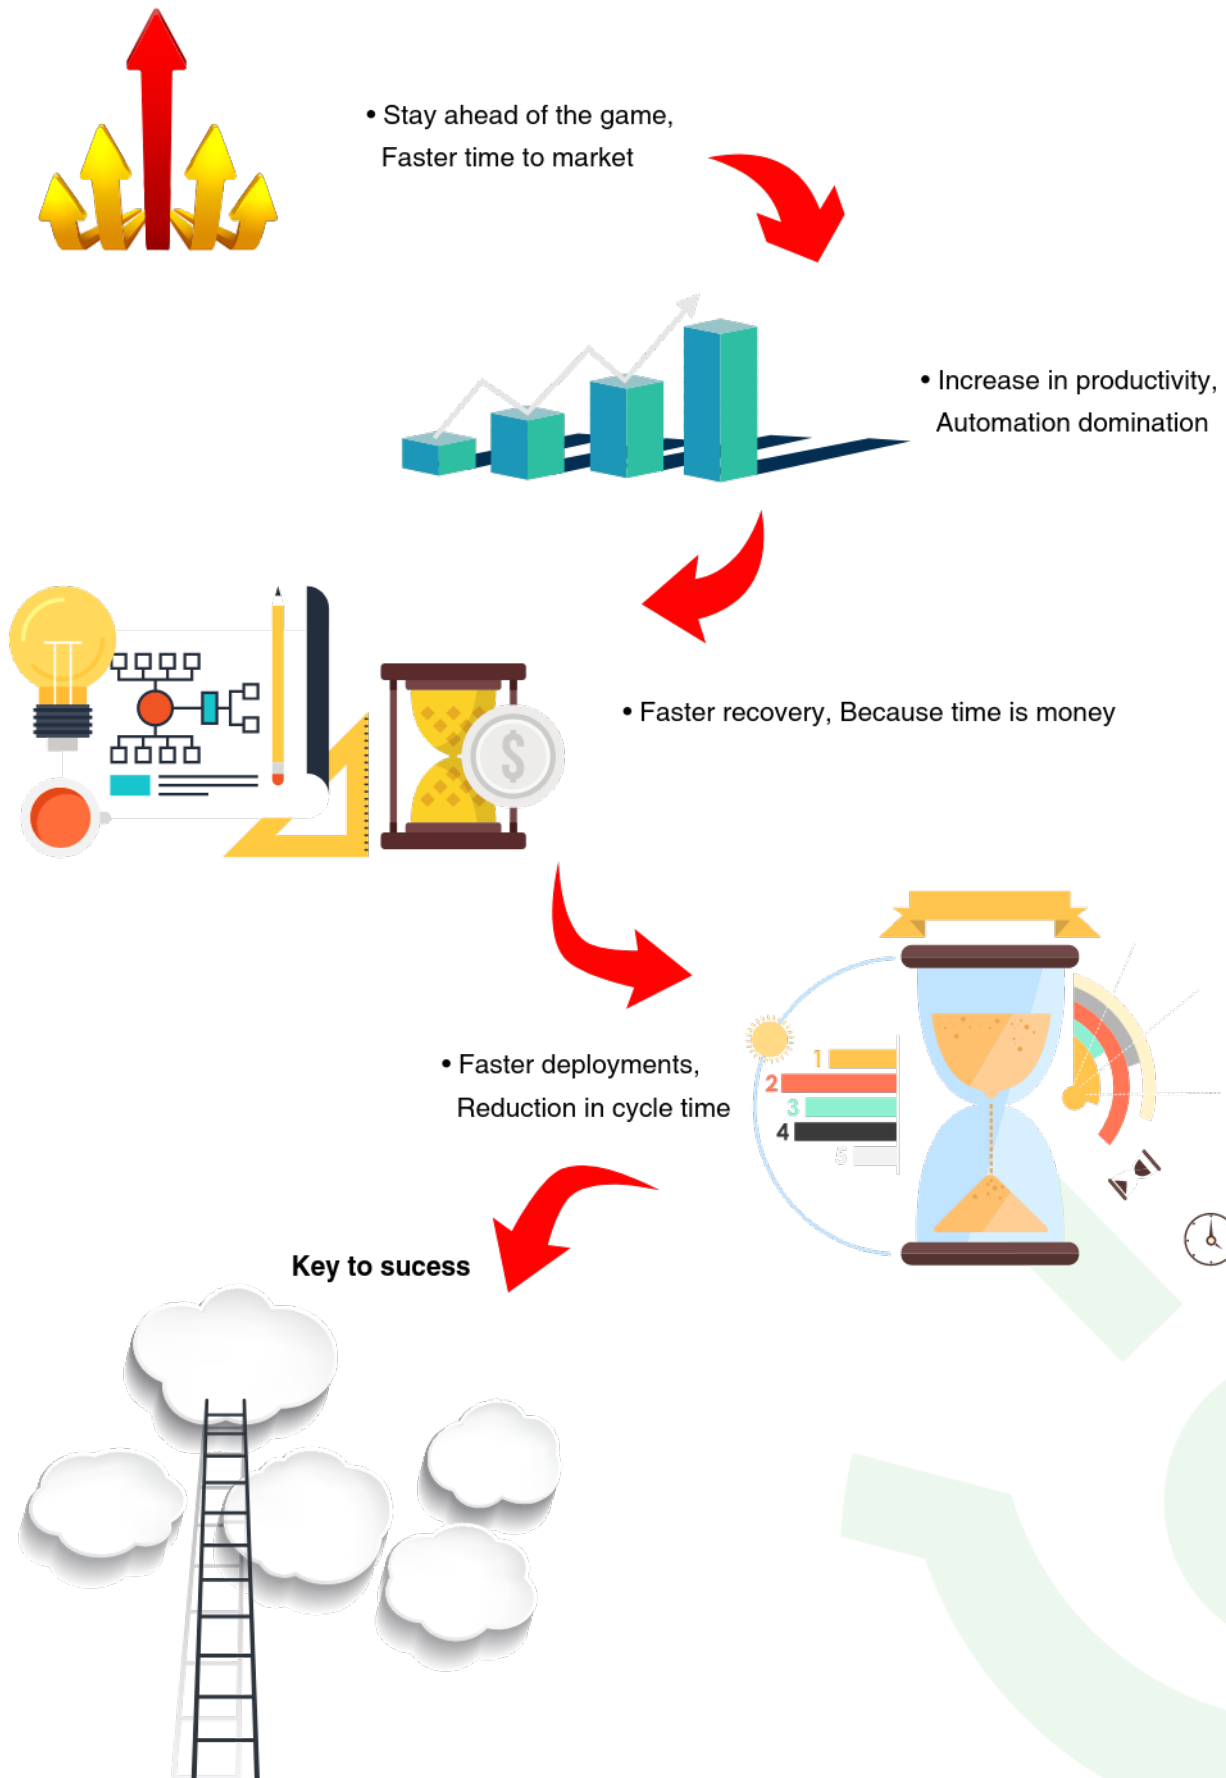 • Stay ahead of the game,
Faster time to market
• Increase in productivity,
Automation domination
$
• Faster recovery, Because time is money
• Faster deployments,
Reduction in cycle time
1
2
3
4
5
Key to sucess